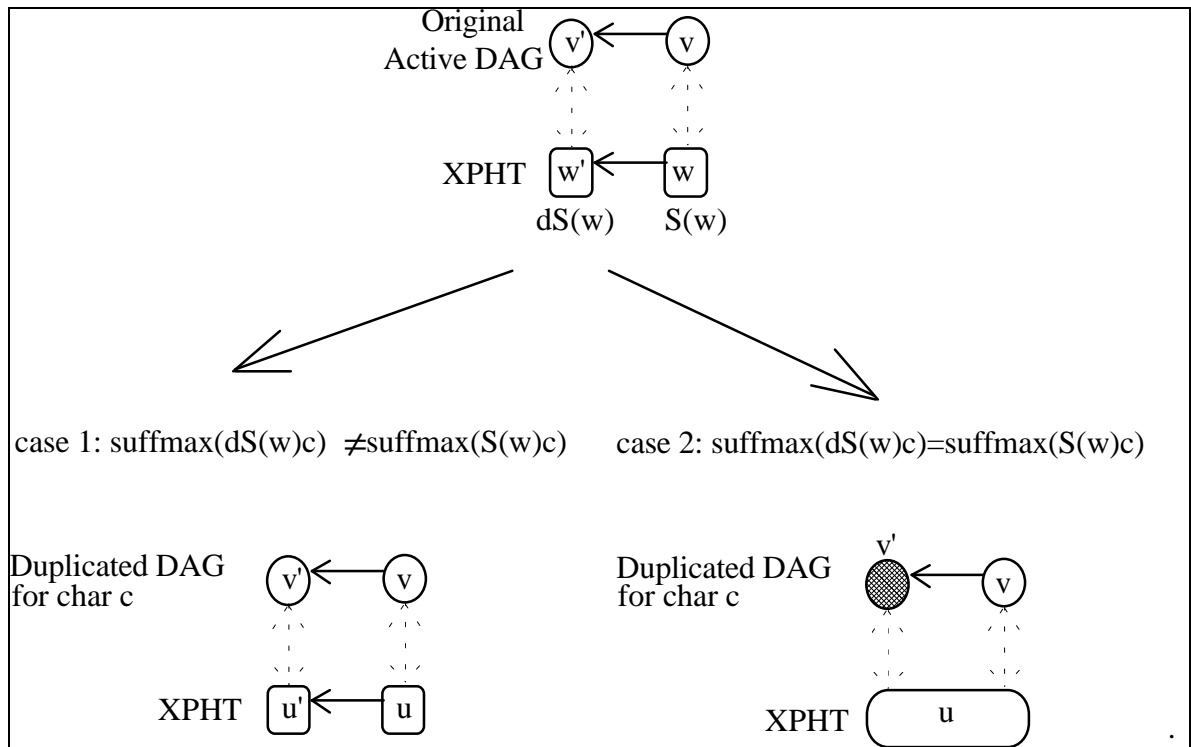 Original
Active DAG
v' v
XPHT
w' w
dS(w) S(w)
case 1: suffmax(dS(w)c) ≠suffmax(S(w)c)
case 2: suffmax(dS(w)c)=suffmax(S(w)c)
Duplicated DAG
for char c
v' v
XPHT
u' u
Duplicated DAG
for char c
v'
v
XPHT
u
.